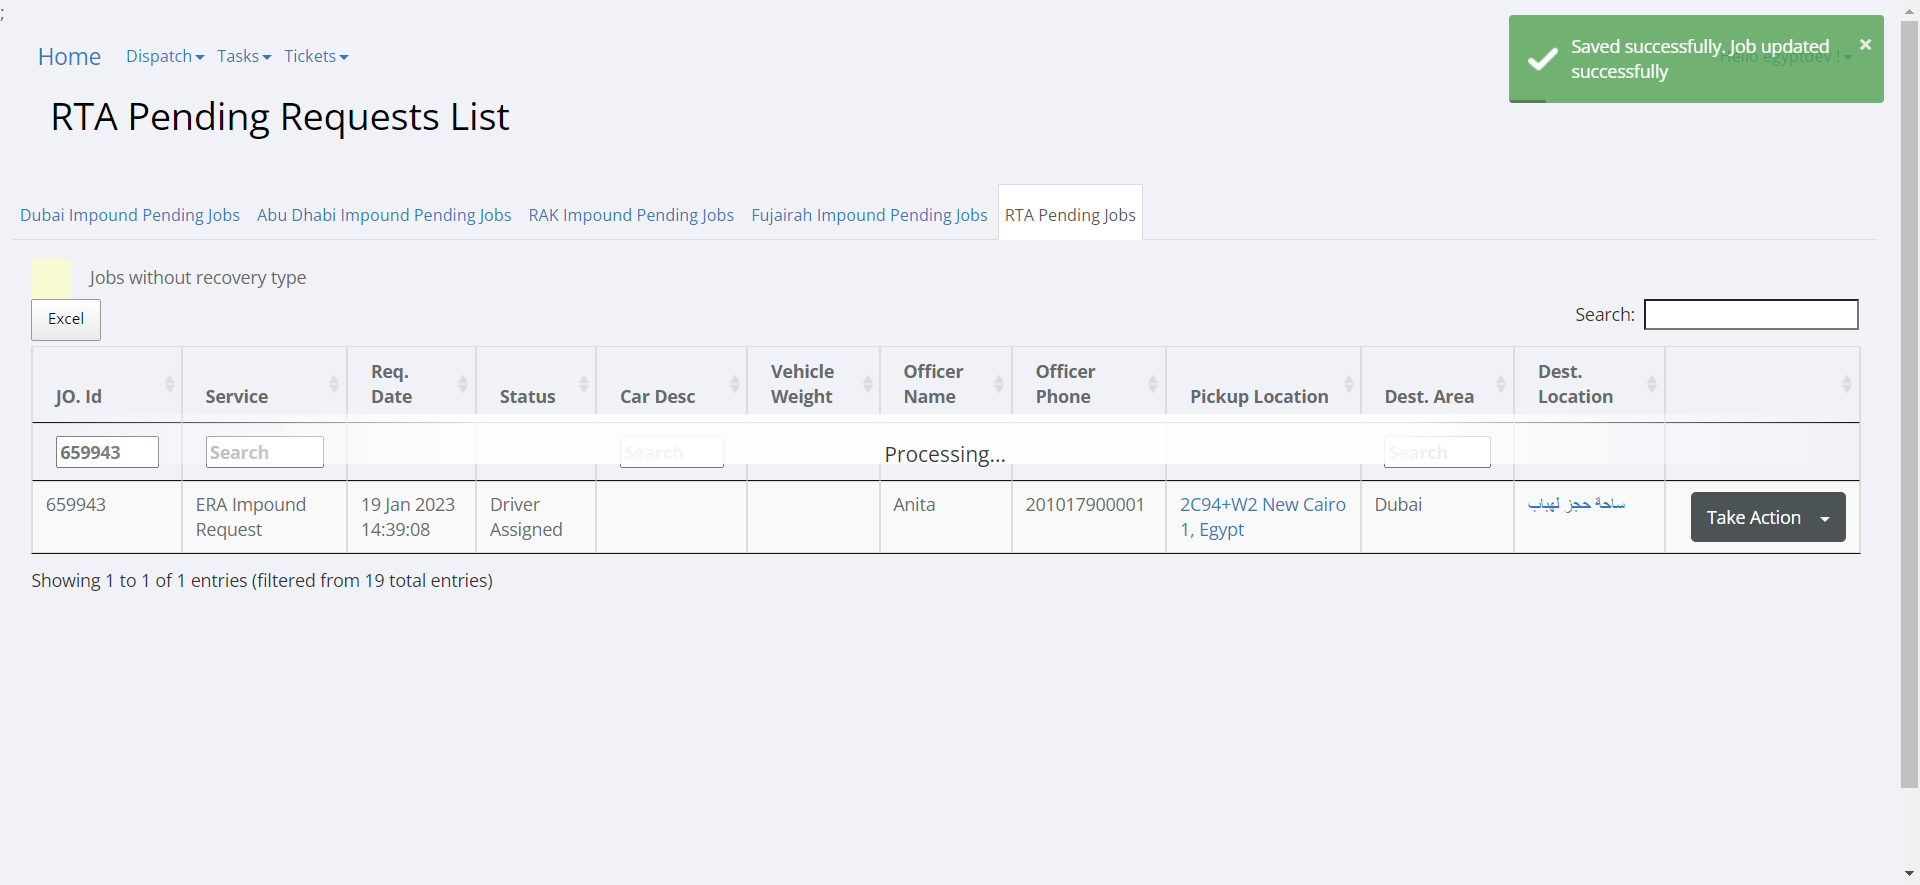 ;
Home Dispatch Tasks Tickets
Saved successfully. Job updated
successfully
×
Hello egyptdev !
RTA Pending Requests List
Dubai Impound Pending Jobs Abu Dhabi Impound Pending Jobs RAK Impound Pending Jobs Fujairah Impound Pending Jobs RTA Pending Jobs
Jobs without recovery type
Excel
Search:
JO. Id
Service
Req.
Date
Status
Car Desc
Vehicle
Weight
Officer
Name
Officer
Phone
Pickup Location
Dest. Area
Dest.
Location
659943
Search
Search
Processing...
Search
659943
ERA Impound
Request
19 Jan 2023
14:39:08
Driver
Assigned
Anita
201017900001
2C94+W2 New Cairo
1, Egypt
Dubai
ساحة حجز لهباب
Take Action
Showing 1 to 1 of 1 entries (filtered from 19 total entries)